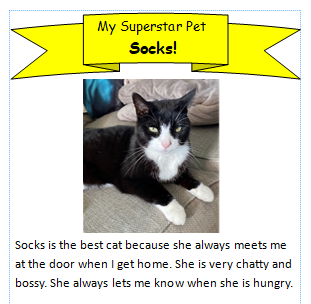 My Superstar Pet
Socks!
Socks is the best cat because she always meets me
at the door when I get home. She is very chatty and
bossy. She always lets me know when she is hungry.